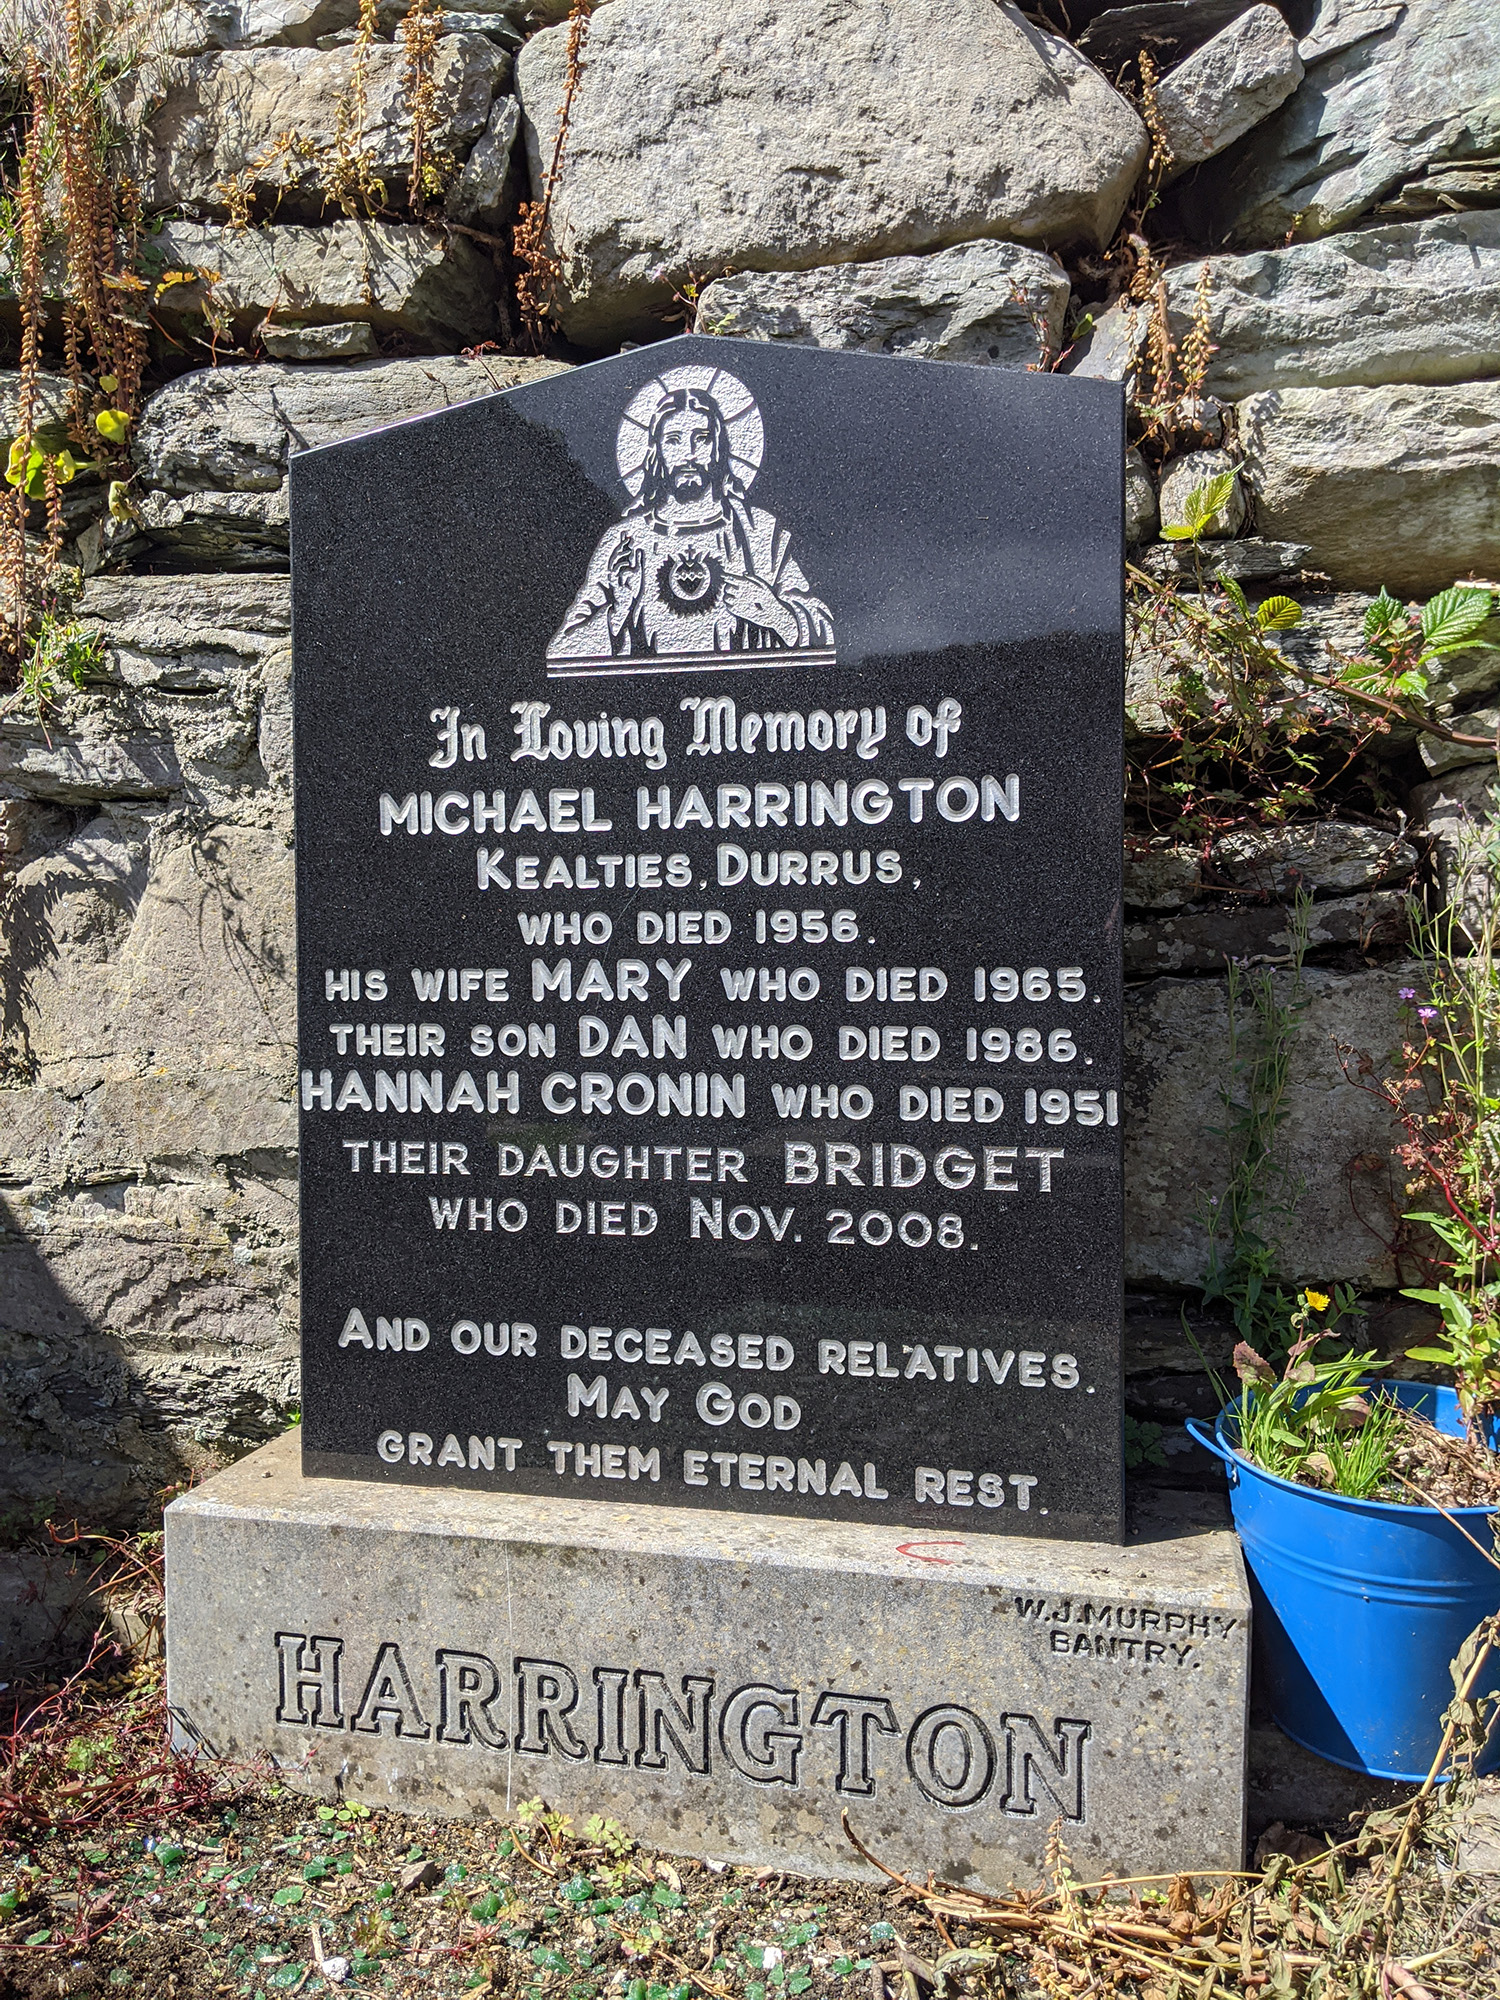 In Loving Memory of
MICHAEL HARRINGTON
KEALTIES, DURRUS,
WHO DIED 1956.
HIS WIFE MARY WHO DIED 1965.
THEIR SON DAN WHO DIED 1986.
HANNAH CRONIN WHO DIED 1951
THEIR DAUGHTER BRIDGET
WHO DIED NOV. 2008.
AND OUR DECEASED RELATIVES.
MAY GOD
GRANT THEM ETERNAL REST.
W.J.MURPHY
BANTRY.
HARRINGTON